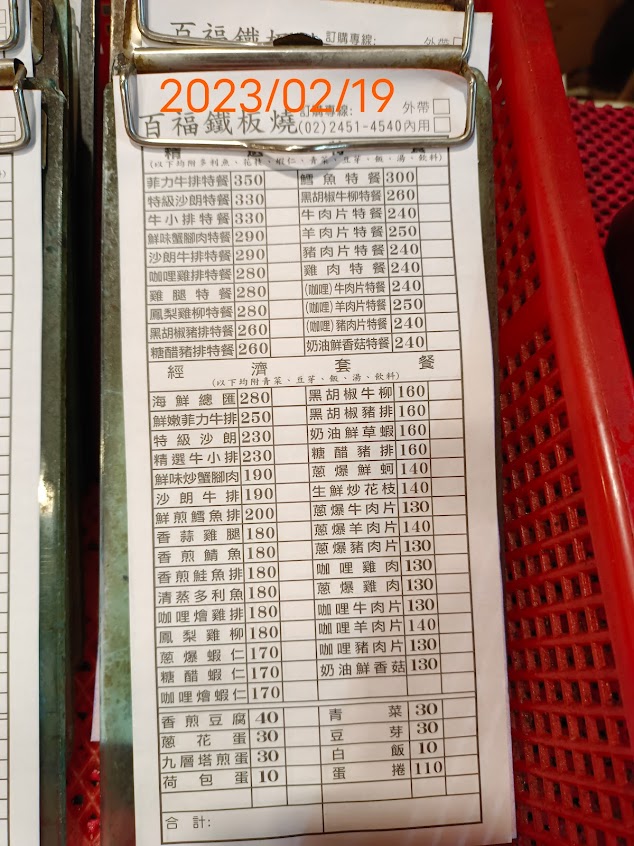 百福鐵板燒 訂購專線: 外帶
2023/02/19
百福鐵板燒 訂購專線: (02)2451-4540 外帶 內用
精 緻 特 餐
(以下均附多利魚、花枝、蝦仁、青菜、豆芽、飯、湯、飲料)
菲力牛排特餐 350 鱈魚特餐 300
特級沙朗特餐 330 黑胡椒牛柳特餐 260
牛小排特餐 330 牛肉片特餐 240
鮮味蟹腳肉特餐 290 羊肉片特餐 250
沙朗牛排特餐 290 豬肉片特餐 240
咖哩雞排特餐 280 雞肉特餐 240
雞腿特餐 280 (咖哩)牛肉片特餐 240
鳳梨雞柳特餐 280 (咖哩)羊肉片特餐 250
黑胡椒豬排特餐 260 (咖哩)豬肉片特餐 240
糖醋豬排特餐 260 奶油鮮香菇特餐 240
經 濟 套 餐
(以下均附青菜、豆芽、飯、湯、飲料)
海鮮總匯 280 黑胡椒牛柳 160
鮮嫩菲力牛排 250 黑胡椒豬排 160
特級沙朗 230 奶油鮮草蝦 160
精選牛小排 230 糖醋豬排 160
鮮味炒蟹腳肉 190 蔥爆鮮蚵 140
沙朗牛排 190 生鮮炒花枝 140
鮮煎鱈魚排 200 蔥爆牛肉片 130
香蒜雞腿 180 蔥爆羊肉片 140
香煎鯖魚 180 蔥爆豬肉片 130
香煎鮭魚排 180 咖哩雞肉 130
清蒸多利魚 180 蔥爆雞肉 130
咖哩燴雞排 180 咖哩牛肉片 130
鳳梨雞柳 180 咖哩羊肉片 140
蔥爆蝦仁 170 咖哩豬肉片 130
糖醋蝦仁 170 奶油鮮香菇 130
咖哩燴蝦仁 170
香煎豆腐 40 青菜 30
蔥花蛋 30 豆芽 30
九層塔煎蛋 30 白飯 10
荷包蛋 10 蛋捲 110
合計: